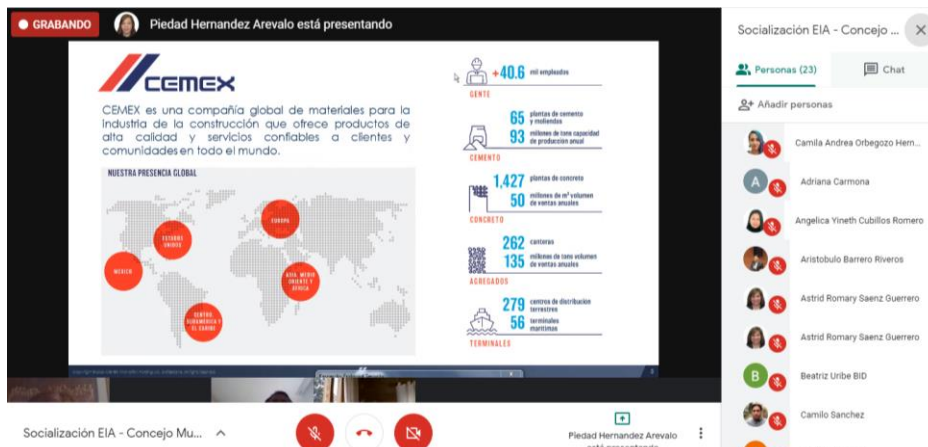 GRABANDO
Piedad Hernandez Arevalo está presentando
CEMEX
CEMEX es una compañía global de materiales para la
industria de la construcción que ofrece productos de
alta calidad y servicios confiables a clientes y
comunidades en todo el mundo.
NUESTRA PRESENCIA GLOBAL
ESTADOS
UNIDOS
EUROPA
MÉXICO
ASIA, MEDIO
ORIENTE Y
ÁFRICA
CENTRO
SUDAMÉRICA Y
EL CARIBE
+40.6 mil empleados
GENTE
65 plantas de cemento
y moliendas
93 millones de tons capacidad
de producción anual
CEMENTO
1,427 plantas de concreto
50 millones de m³ volumen
de ventas anuales
CONCRETO
262 canteras
135 millones de tons volumen
de ventas anuales
AGREGADOS
279 centros de distribución
terrestres
56 terminales
marítimas
TERMINALES
Socialización EIA - Concejo Mu...
Piedad Hernandez Arevalo
está presentando
Socialización EIA - Concejo ...
Personas (23)
Chat
Añadir personas
Camila Andrea Orbegozo Hern...
A
Adriana Carmona
Angelica Yineth Cubillos Romero
Aristobulo Barrero Riveros
Astrid Romary Saenz Guerrero
Astrid Romary Saenz Guerrero
B
Beatriz Uribe BID
Camilo Sanchez